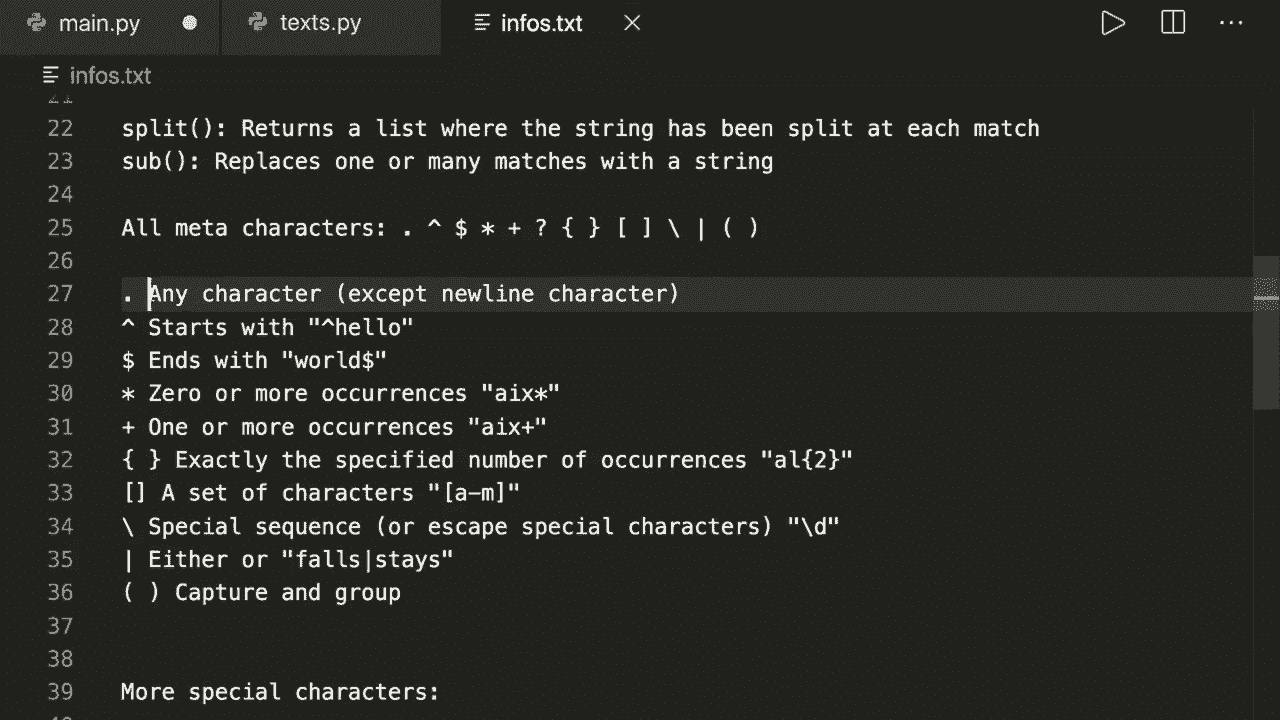 main.py
texts.py
infos.txt
infos.txt
21
22 split(): Returns a list where the string has been split at each match
23 sub(): Replaces one or many matches with a string
24
25 All meta characters: . ^ $ * + ? { } [ ] \ | ( )
26
27 . Any character (except newline character)
28 ^ Starts with "^hello"
29 $ Ends with "world$"
30 * Zero or more occurrences "aix*"
31 + One or more occurrences "aix+"
32 { } Exactly the specified number of occurrences "al{2}"
33 [] A set of characters "[a-m]"
34 \ Special sequence (or escape special characters) "\d"
35 | Either or "falls|stays"
36 ( ) Capture and group
37
38
39 More special characters: